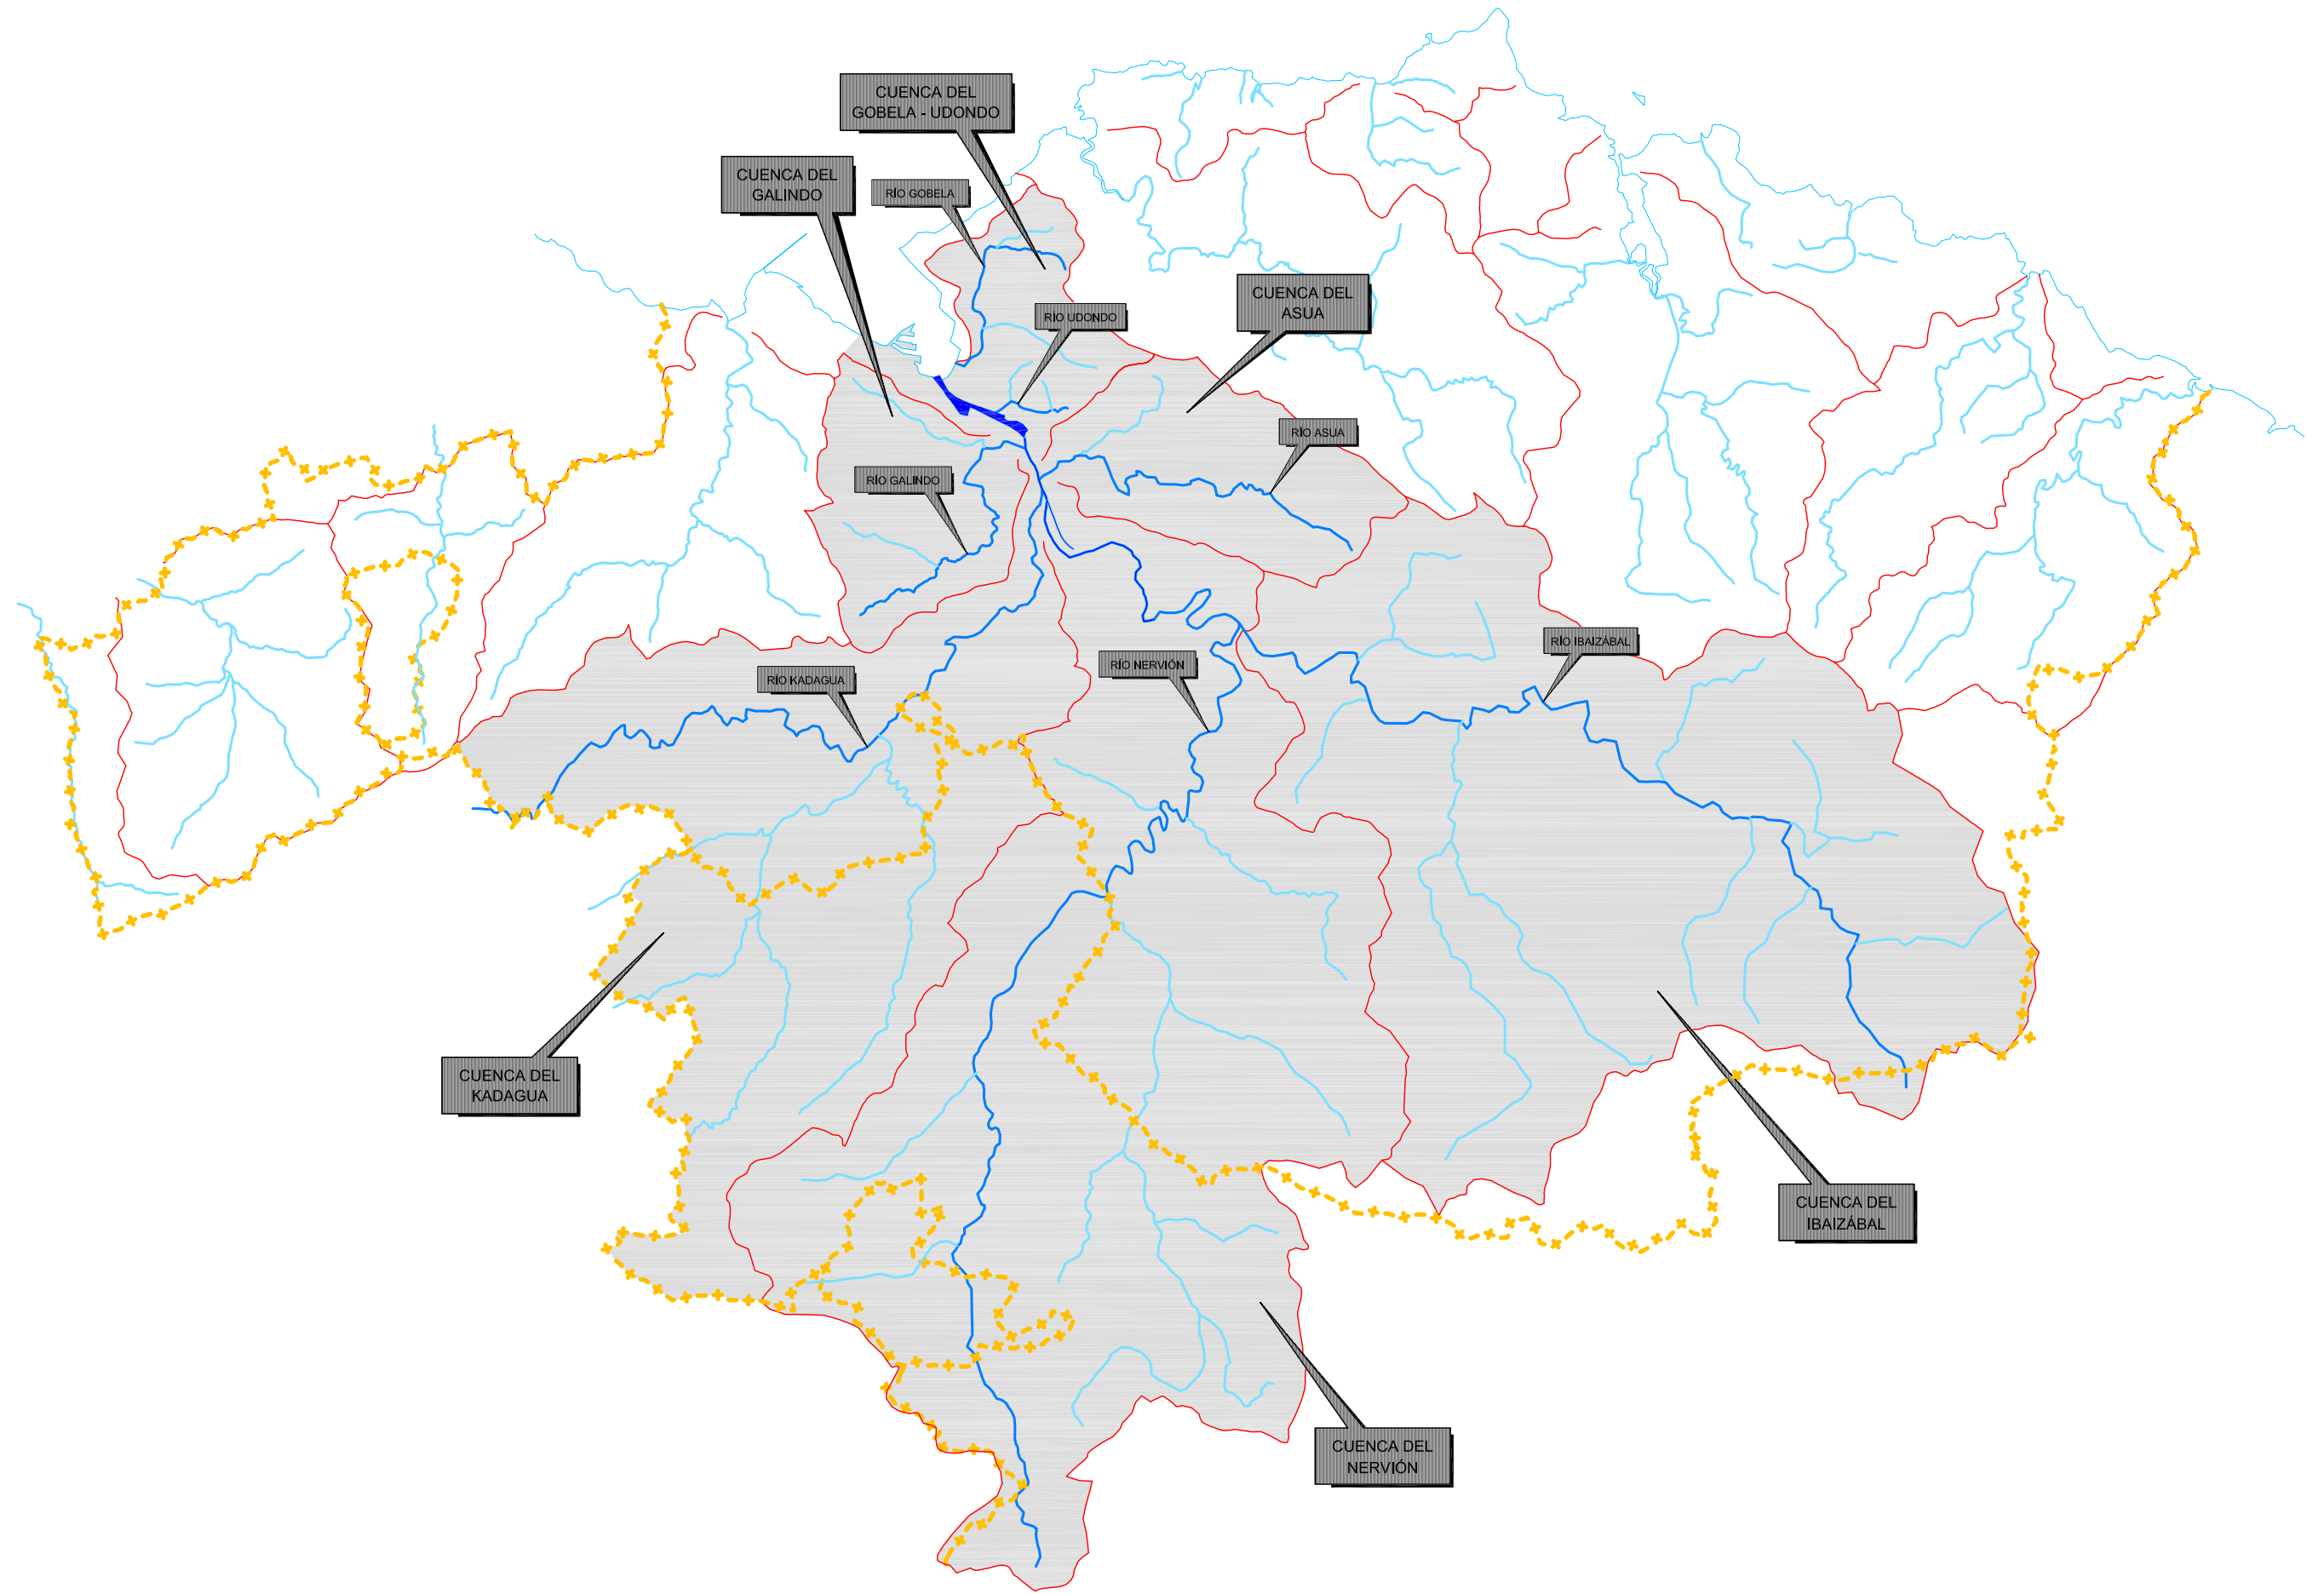 CUENCA DEL
GOBELA - UDONDO
CUENCA DEL
GALINDO
RÍO GOBELA
CUENCA DEL
ASUA
RÍO UDONDO
RÍO ASUA
RÍO GALINDO
RÍO IBAIZÁBAL
RÍO NERVIÓN
RÍO KADAGUA
CUENCA DEL
KADAGUA
CUENCA DEL
IBAIZÁBAL
CUENCA DEL
NERVIÓN